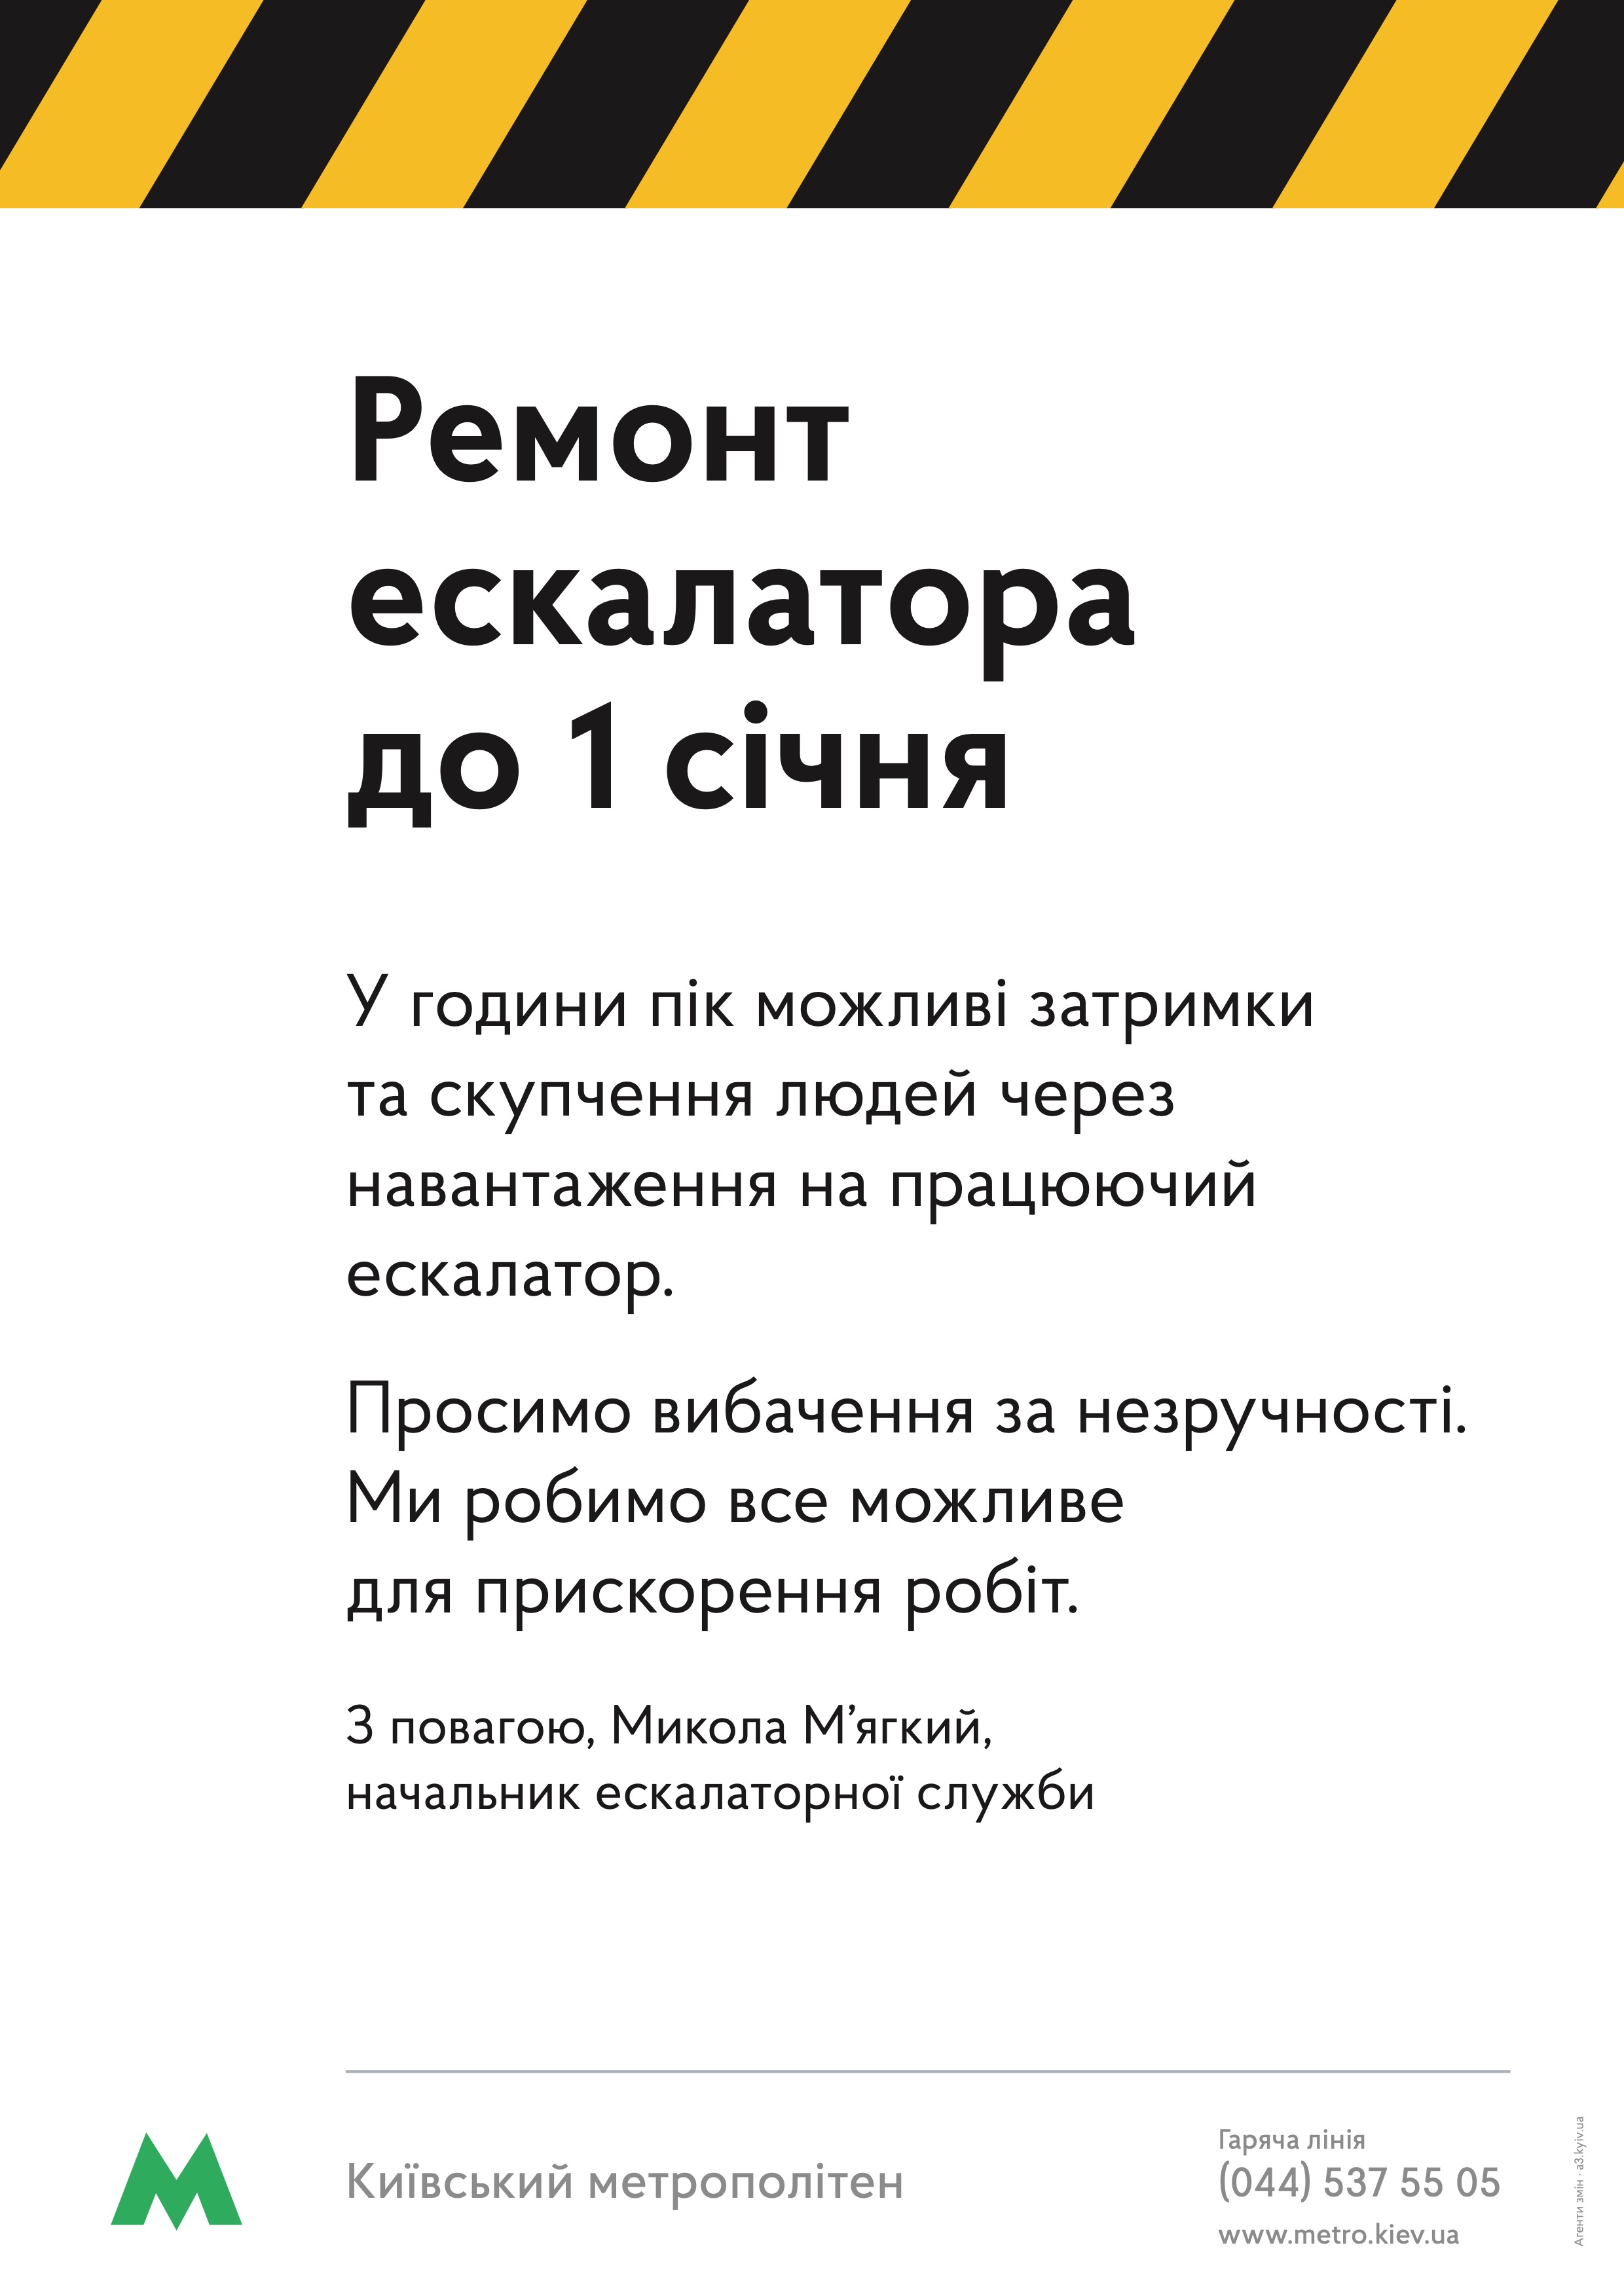 Ремонт
ескалатора
до 1 січня
У години пік можливі затримки
та скупчення людей через
навантаження на працюючий
ескалатор.
Просимо вибачення за незручності.
Ми робимо все можливе
для прискорення робіт.
З повагою, Микола М’ягкий,
начальник ескалаторної служби
Київський метрополітен
Гаряча лінія
(044) 537 55 05
www.metro.kiev.ua
Агенти змін · a3.kyiv.ua